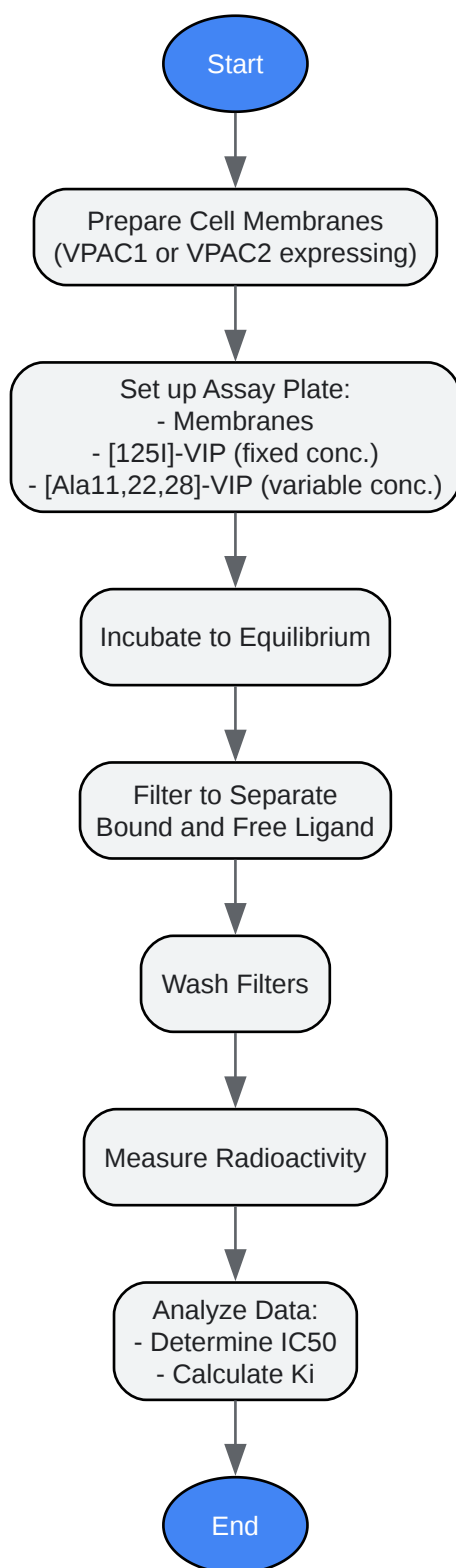 Start
Prepare Cell Membranes
(VPAC1 or VPAC2 expressing)
Set up Assay Plate:
- Membranes
- [125I]-VIP (fixed conc.)
- [Ala11,22,28]-VIP (variable conc.)
Incubate to Equilibrium
Filter to Separate
Bound and Free Ligand
Wash Filters
Measure Radioactivity
Analyze Data:
- Determine IC50
- Calculate Ki
End